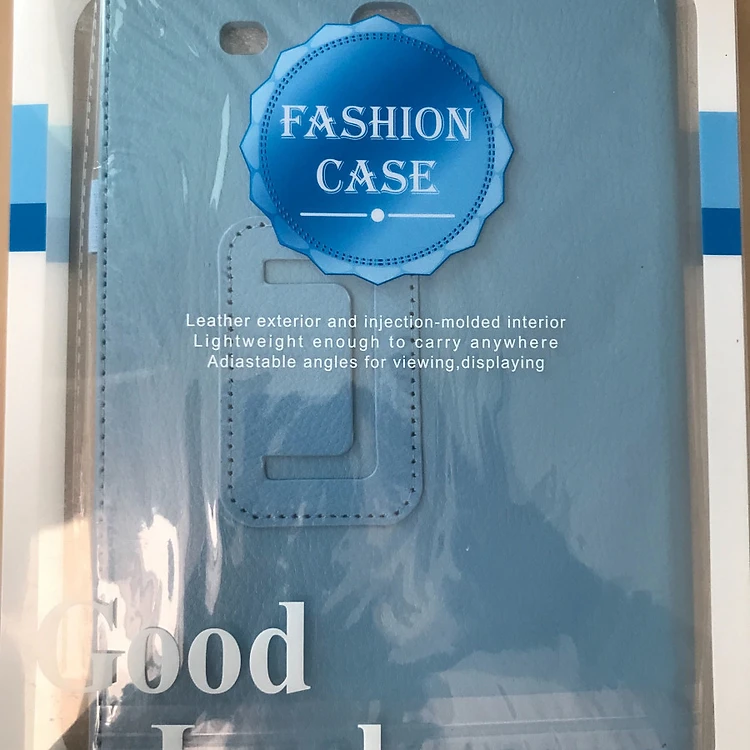 FASHION
CASE
Leather exterior and injection-molded interior
Lightweight enough to carry anywhere
Adiastable angles for viewing,displaying
Good